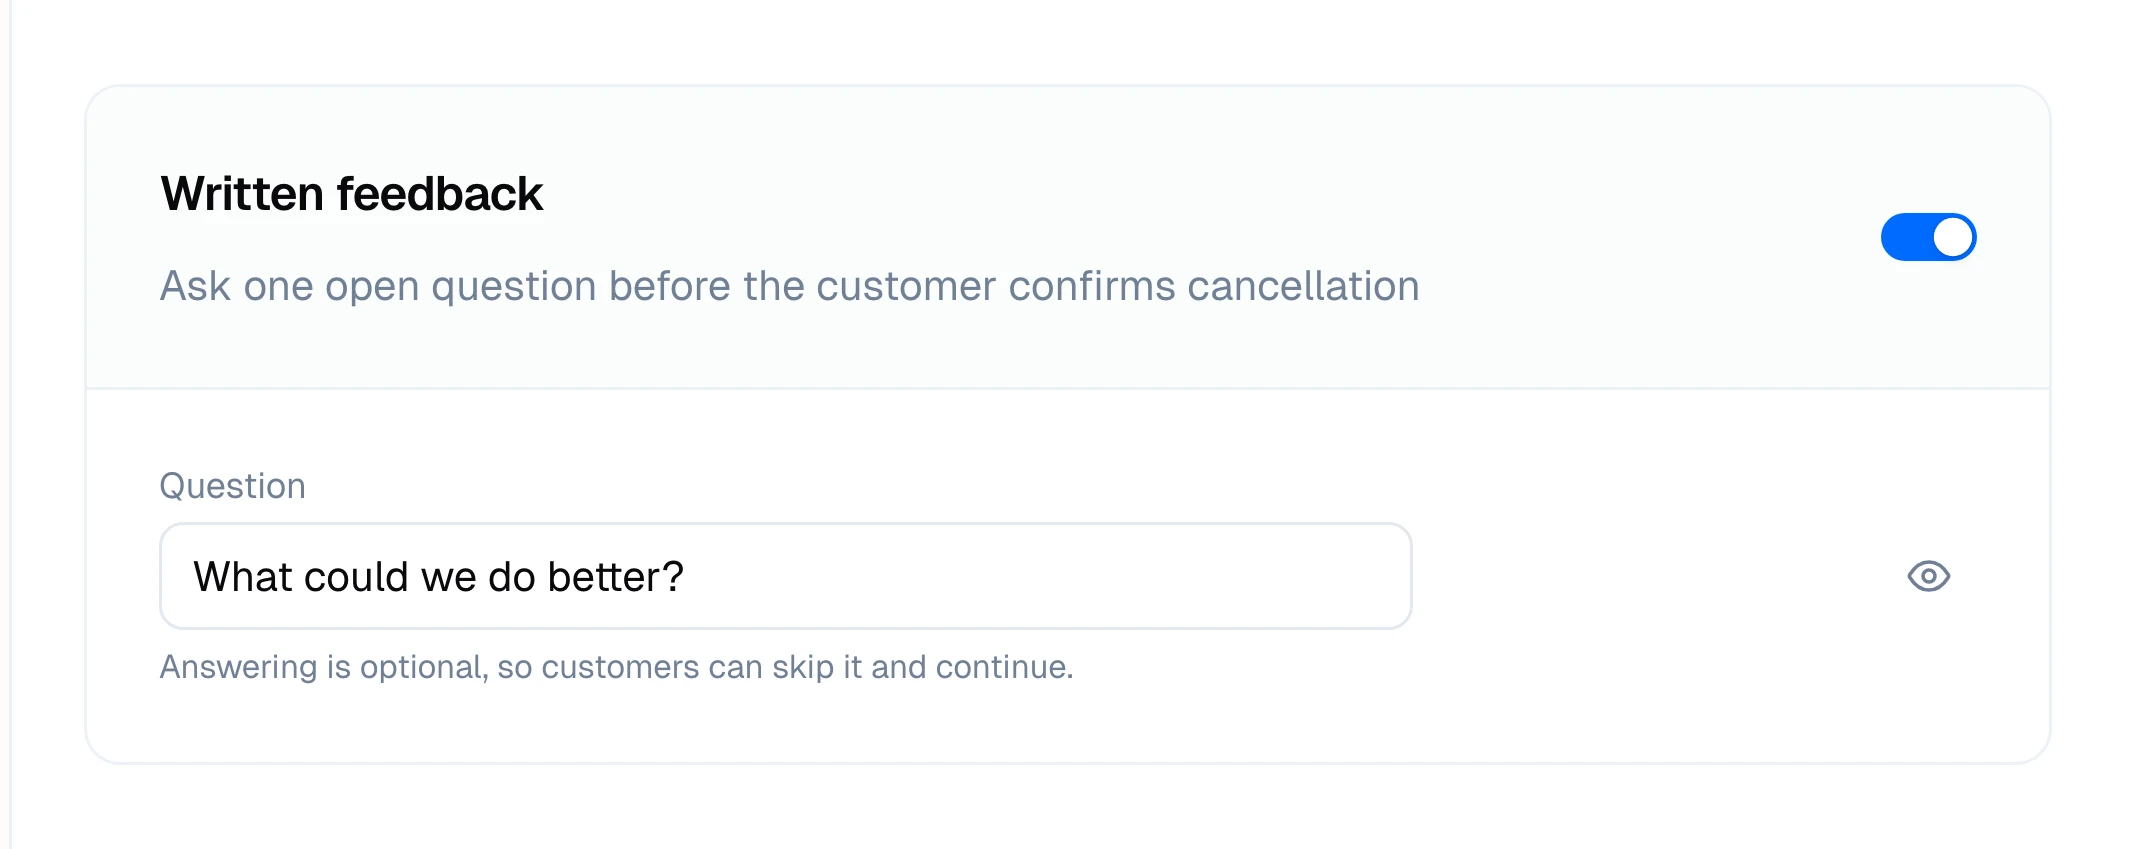 Written feedback
Ask one open question before the customer confirms cancellation
Question
What could we do better?
Answering is optional, so customers can skip it and continue.